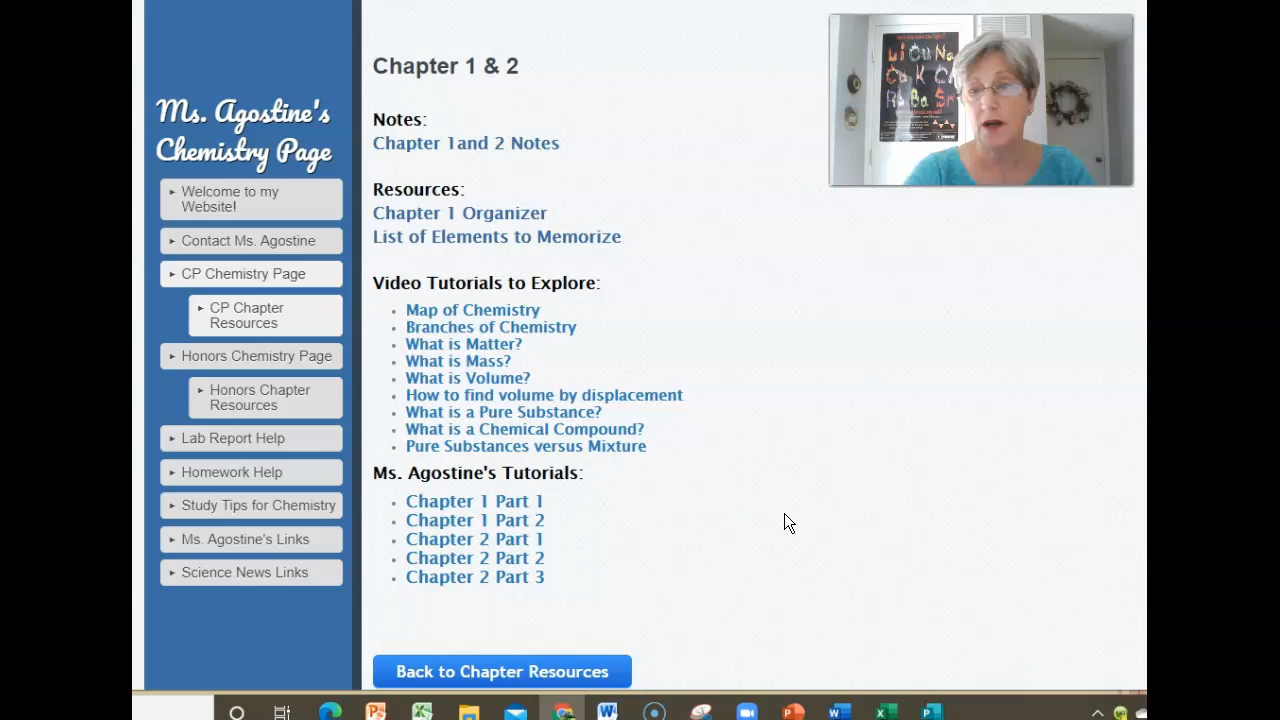 Ms. Agostine's
Chemistry Page
Welcome to my
Website!
Contact Ms. Agostine
CP Chemistry Page
CP Chapter
Resources
Honors Chemistry Page
Honors Chapter
Resources
Lab Report Help
Homework Help
Study Tips for Chemistry
Ms. Agostine's Links
Science News Links
Chapter 1 & 2
Notes:
Chapter 1and 2 Notes
Resources:
Chapter 1 Organizer
List of Elements to Memorize
Video Tutorials to Explore:
Map of Chemistry
Branches of Chemistry
What is Matter?
What is Mass?
What is Volume?
How to find volume by displacement
What is a Pure Substance?
What is a Chemical Compound?
Pure Substances versus Mixture
Ms. Agostine's Tutorials:
Chapter 1 Part 1
Chapter 1 Part 2
Chapter 2 Part 1
Chapter 2 Part 2
Chapter 2 Part 3
Back to Chapter Resources
Li Cu Na
Ca K
Ba Sr